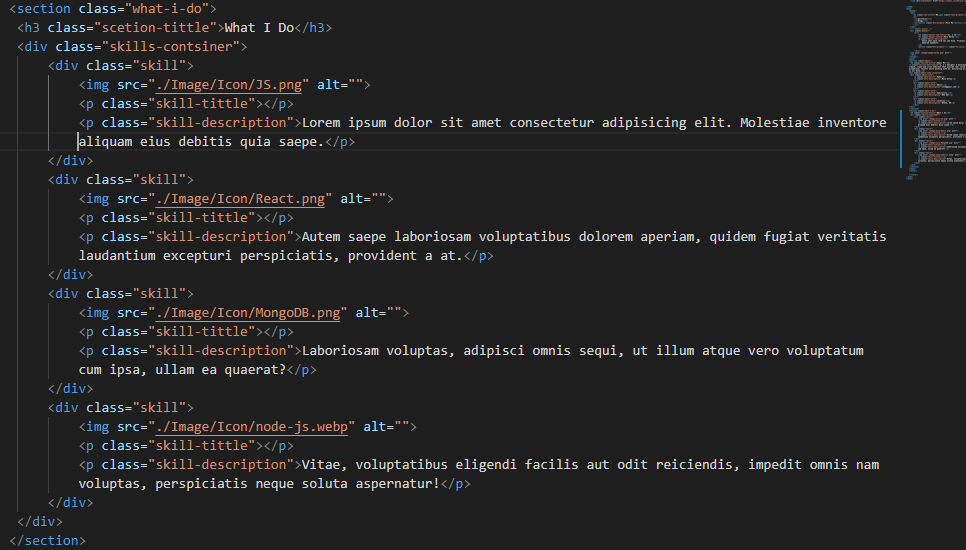 <section class="what-i-do">
<h3 class="scetion-tittle">What I Do</h3>
<div class="skills-contsiner">
<div class="skill">
<img src="./Image/Icon/JS.png" alt="">
<p class="skill-tittle"></p>
<p class="skill-description">Lorem ipsum dolor sit amet consectetur adipisicing elit. Molestiae inventore
aliquam eius debitis quia saepe.</p>
</div>
<div class="skill">
<img src="./Image/Icon/React.png" alt="">
<p class="skill-tittle"></p>
<p class="skill-description">Autem saepe laboriosam voluptatibus dolorem aperiam, quidem fugiat veritatis
laudantium excepturi perspiciatis, provident a at.</p>
</div>
<div class="skill">
<img src="./Image/Icon/MongoDB.png" alt="">
<p class="skill-tittle"></p>
<p class="skill-description">Laboriosam voluptas, adipisci omnis sequi, ut illum atque vero voluptatum
cum ipsa, ullam ea quaerat?</p>
</div>
<div class="skill">
<img src="./Image/Icon/node-js.webp" alt="">
<p class="skill-tittle"></p>
<p class="skill-description">Vitae, voluptatibus eligendi facilis aut odit reiciendis, impedit omnis nam
voluptas, perspiciatis neque soluta aspernatur!</p>
</div>
</div>
</section>